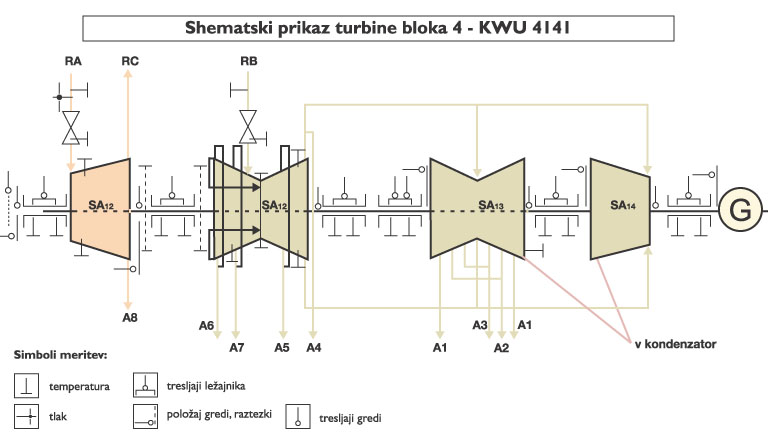 Shematski prikaz turbine bloka 4 - KWU 4141
RA RC RB
SA12 SA12 SA13 SA14 G
A8 A6 A7 A5 A4 A1 A3 A2 A1
v kondenzator
Simboli meritev:
temperatura tresljaji ležajnika
tlak položaj gredi, raztezki tresljaji gredi